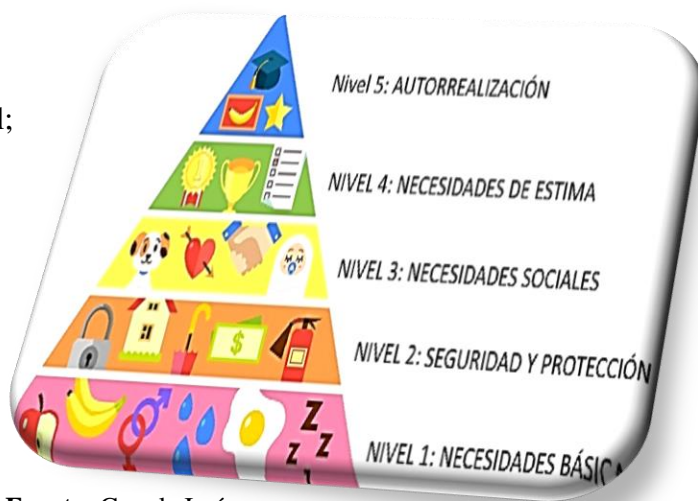 l;
Nivel 5: AUTORREALIZACIÓN
NIVEL 4: NECESIDADES DE ESTIMA
NIVEL 3: NECESIDADES SOCIALES
$
NIVEL 2: SEGURIDAD Y PROTECCIÓN
Z
Z
Z
NIVEL 1: NECESIDADES